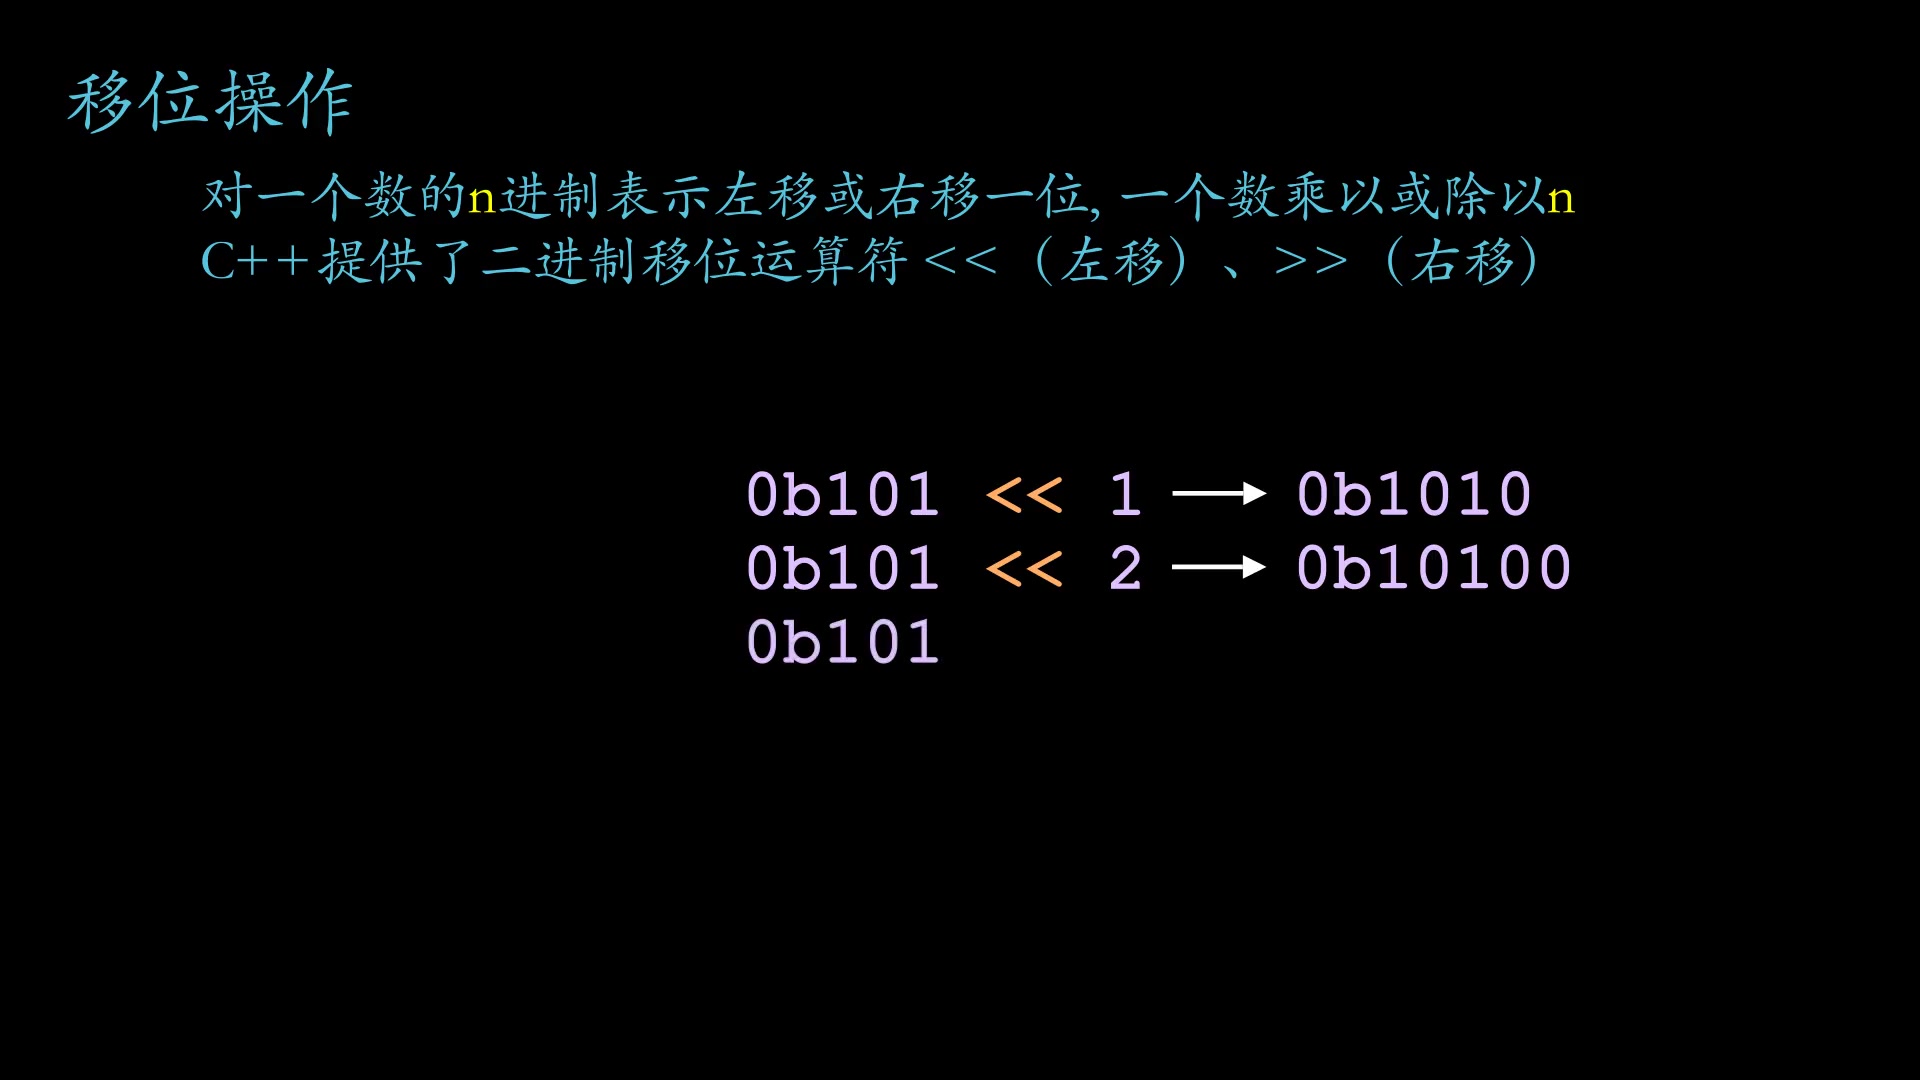 移位操作
对一个数的n进制表示左移或右移一位, 一个数乘以或除以n
C++提供了二进制移位运算符<<（左移）、>>（右移）
0b101 << 1 → 0b1010
0b101 << 2 → 0b10100
0b101